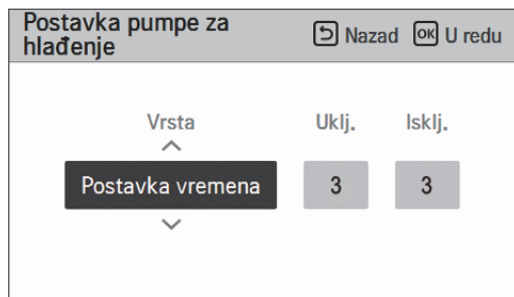 Postavka pumpe za
hlađenje
Nazad OK U redu
Vrsta Uklj. Isklj.
Postavka vremena 3 3